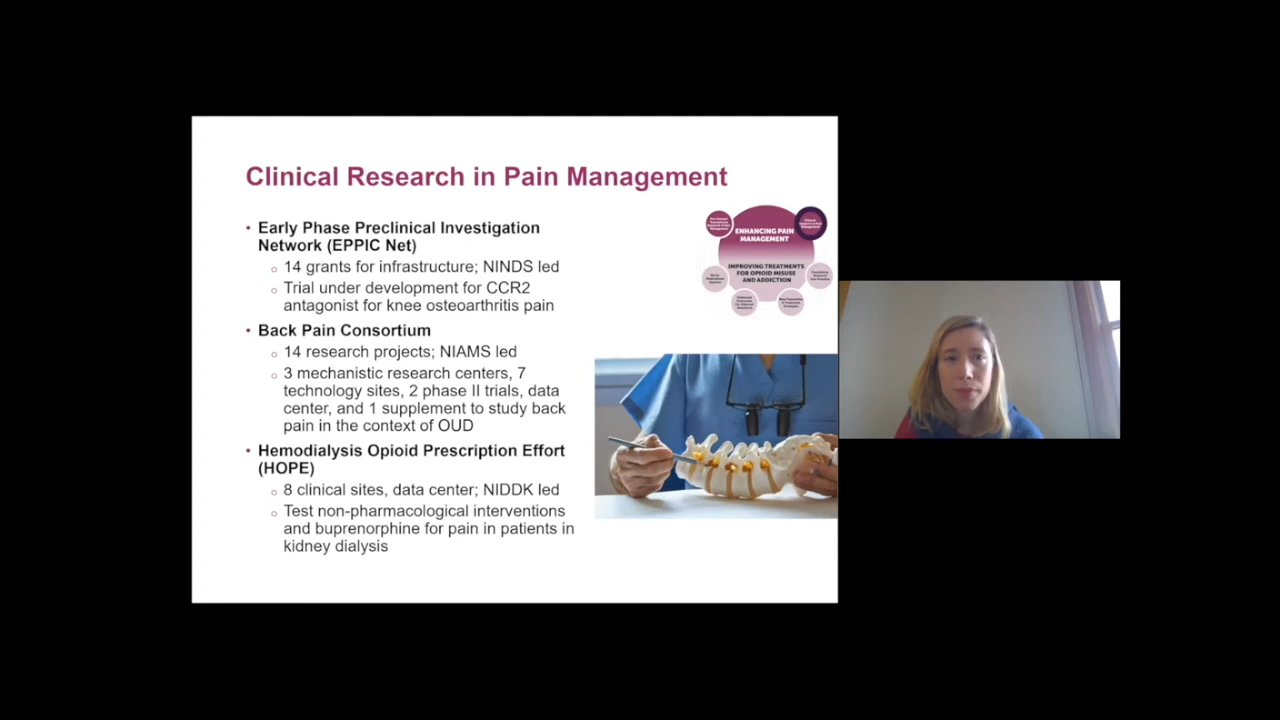 Clinical Research in Pain Management
• Early Phase Preclinical Investigation
Network (EPPIC Net)
○ 14 grants for infrastructure; NINDS led
○ Trial under development for CCR2
antagonist for knee osteoarthritis pain
• Back Pain Consortium
○ 14 research projects; NIAMS led
○ 3 mechanistic research centers, 7
technology sites, 2 phase II trials, data
center, and 1 supplement to study back
pain in the context of OUD
• Hemodialysis Opioid Prescription Effort
(HOPE)
○ 8 clinical sites, data center; NIDDK led
○ Test non-pharmacological interventions
and buprenorphine for pain in patients in
kidney dialysis
ENHANCING PAIN
MANAGEMENT
IMPROVING TREATMENTS
FOR OPIOID MISUSE
AND ADDICTION